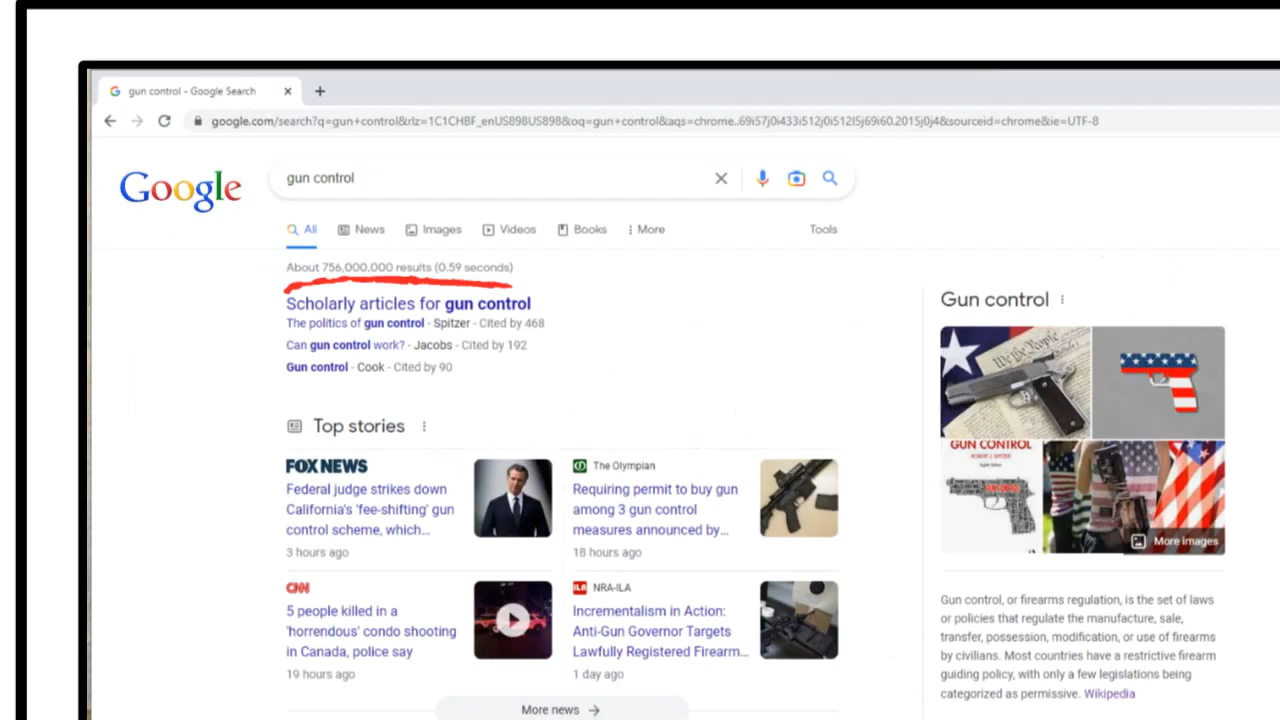 gun control - Google Search
google.com/search?q=gun+control&rlz=1C1CHBF_enUS898US898&oq=gun+control&aqs=chrome..69i57j0i433i512j0i512l5j69i60.2015j0j4&sourceid=chrome&ie=UTF-8
Google
gun control
All News Images Videos Books More Tools
About 756,000,000 results (0.59 seconds)
Scholarly articles for gun control
The politics of gun control - Spitzer - Cited by 468
Can gun control work? - Jacobs - Cited by 192
Gun control - Cook - Cited by 90
Top stories
FOX NEWS
Federal judge strikes down
California's 'fee-shifting' gun
control scheme, which...
3 hours ago
The Olympian
Requiring permit to buy gun
among 3 gun control
measures announced by...
18 hours ago
CNN
5 people killed in a
'horrendous' condo shooting
in Canada, police say
19 hours ago
ILA NRA-ILA
Incrementalism in Action:
Anti-Gun Governor Targets
Lawfully Registered Firearm...
1 day ago
More news
Gun control
We the People
GUN CONTROL
ROBERT J. SPITZER
More images
Gun control, or firearms regulation, is the set of laws
or policies that regulate the manufacture, sale,
transfer, possession, modification, or use of firearms
by civilians. Most countries have a restrictive firearm
guiding policy, with only a few legislations being
categorized as permissive. Wikipedia